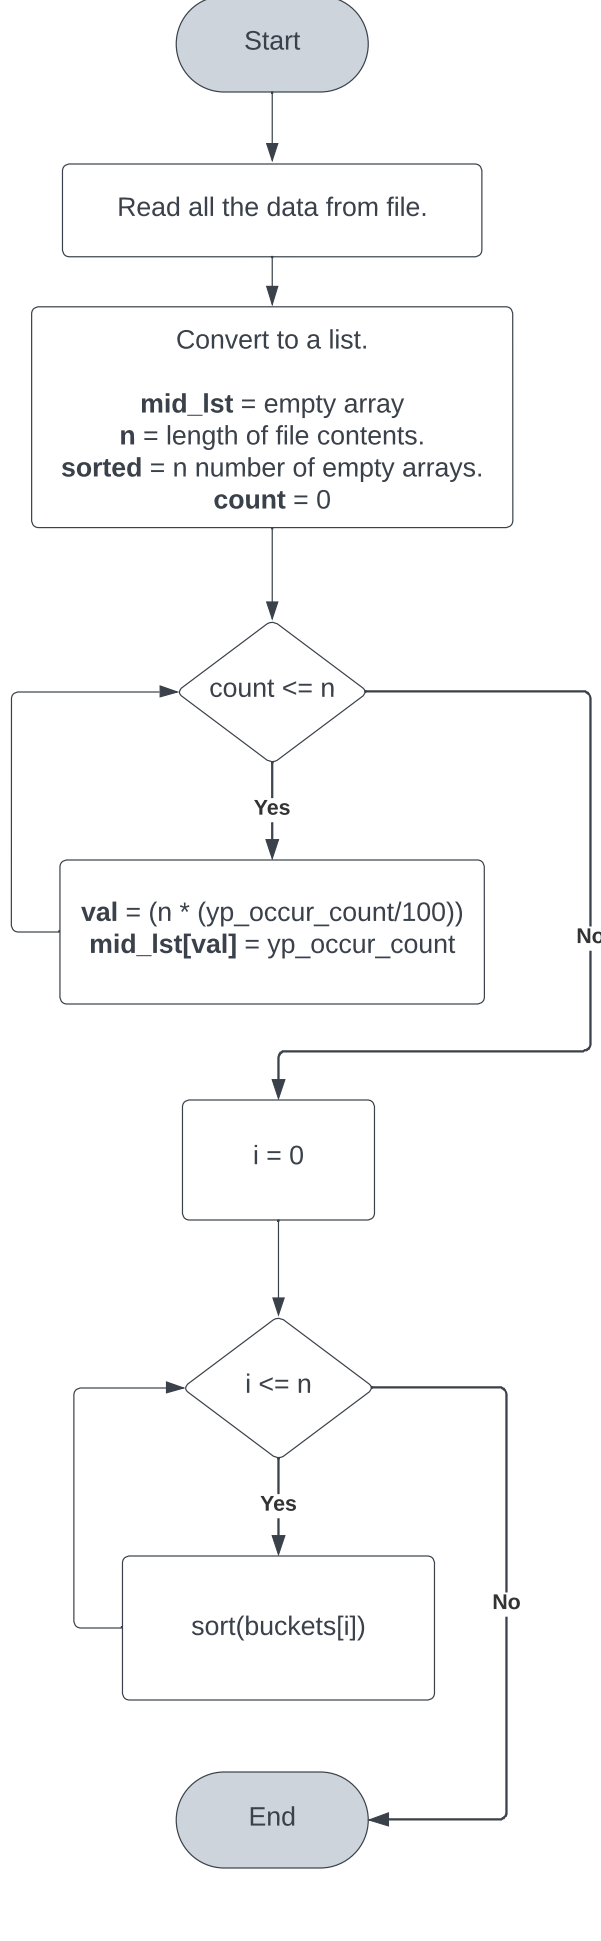 Start
Read all the data from file.
Convert to a list.
mid_lst = empty array
n = length of file contents.
sorted = n number of empty arrays.
count = 0
count <= n
Yes
val = (n * (yp_occur_count/100))
mid_lst[val] = yp_occur_count
No
i = 0
i <= n
Yes
sort(buckets[i])
No
End